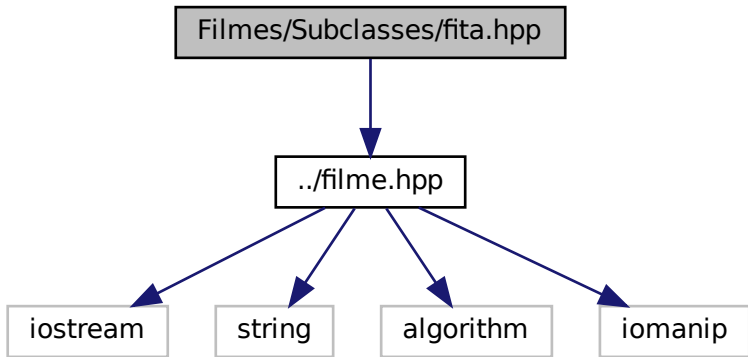 Filmes/Subclasses/fita.hpp
../filme.hpp
iostream
string
algorithm
iomanip